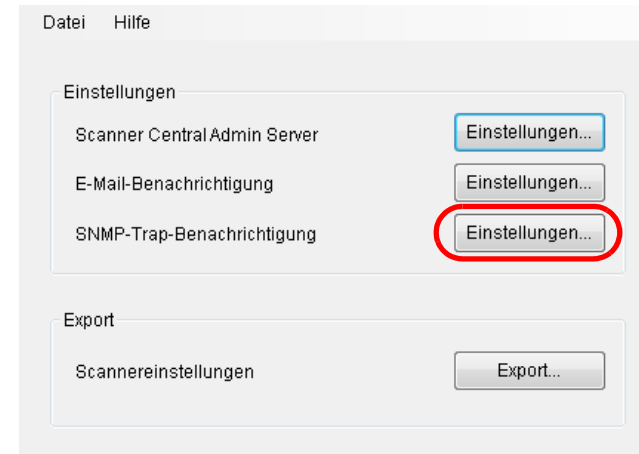 Datei Hilfe
Einstellungen
Scanner Central Admin Server Einstellungen...
E-Mail-Benachrichtigung Einstellungen...
SNMP-Trap-Benachrichtigung Einstellungen...
Export
Scannereinstellungen Export...